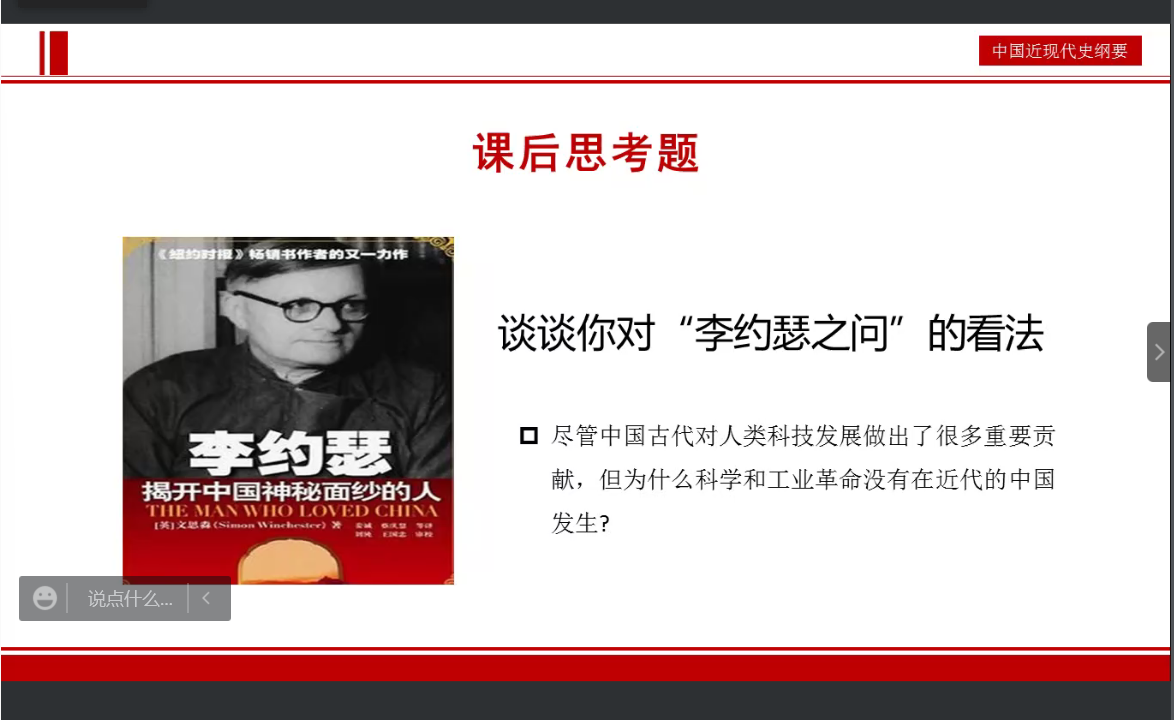 中国近现代史纲要
课后思考题
《纽约时报》畅销书作者的又一力作
李约瑟
揭开中国神秘面纱的人
THE MAN WHO LOVED CHINA
[英]文思淼(Simon Winchester) 著
谈谈你对“李约瑟之问”的看法
尽管中国古代对人类科技发展做出了很多重要贡
献，但为什么科学和工业革命没有在近代的中国
发生?
说点什么...